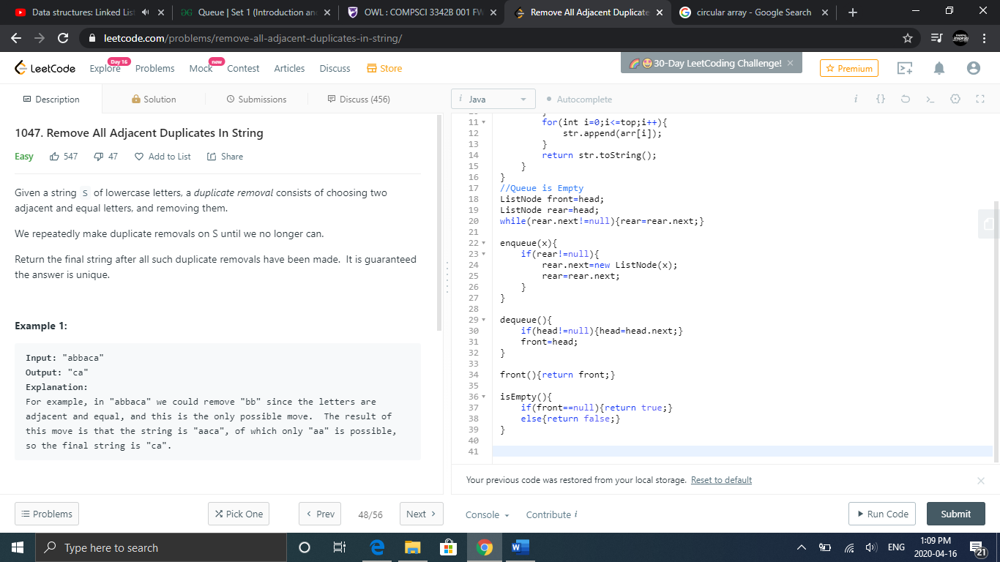 Data structures: Linked List
Queue | Set 1 (Introduction an
OWL : COMPSCI 3342B 001 FW
Remove All Adjacent Duplicate
circular array - Google Search
leetcode.com/problems/remove-all-adjacent-duplicates-in-string/
LeetCode
Explore
Day 16
Problems
Mock
new
Contest
Articles
Discuss
Store
30-Day LeetCoding Challenge!
Premium
Description
Solution
Submissions
Discuss (456)
i Java
Autocomplete
1047. Remove All Adjacent Duplicates In String
Easy 547 47 Add to List Share
Given a string S of lowercase letters, a duplicate removal consists of choosing two
adjacent and equal letters, and removing them.
We repeatedly make duplicate removals on S until we no longer can.
Return the final string after all such duplicate removals have been made. It is guaranteed
the answer is unique.
Example 1:
Input: "abbaca"
Output: "ca"
Explanation:
For example, in "abbaca" we could remove "bb" since the letters are
adjacent and equal, and this is the only possible move. The result of
this move is that the string is "aaca", of which only "aa" is possible,
so the final string is "ca".
11 for(int i=0;i<=top;i++){
12 str.append(arr[i]);
13 }
14 return str.toString();
15 }
16 }
17 //Queue is Empty
18 ListNode front=head;
19 ListNode rear=head;
20 while(rear.next!=null){rear=rear.next;}
21
22 enqueue(x){
23 if(rear!=null){
24 rear.next=new ListNode(x);
25 rear=rear.next;
26 }
27 }
28
29 dequeue(){
30 if(head!=null){head=head.next;}
31 front=head;
32 }
33
34 front(){return front;}
35
36 isEmpty(){
37 if(front==null){return true;}
38 else{return false;}
39 }
40
41
Your previous code was restored from your local storage. Reset to default
Problems
Pick One
Prev
48/56
Next
Console
Contribute i
Run Code
Submit
Type here to search
ENG
1:09 PM
2020-04-16
21